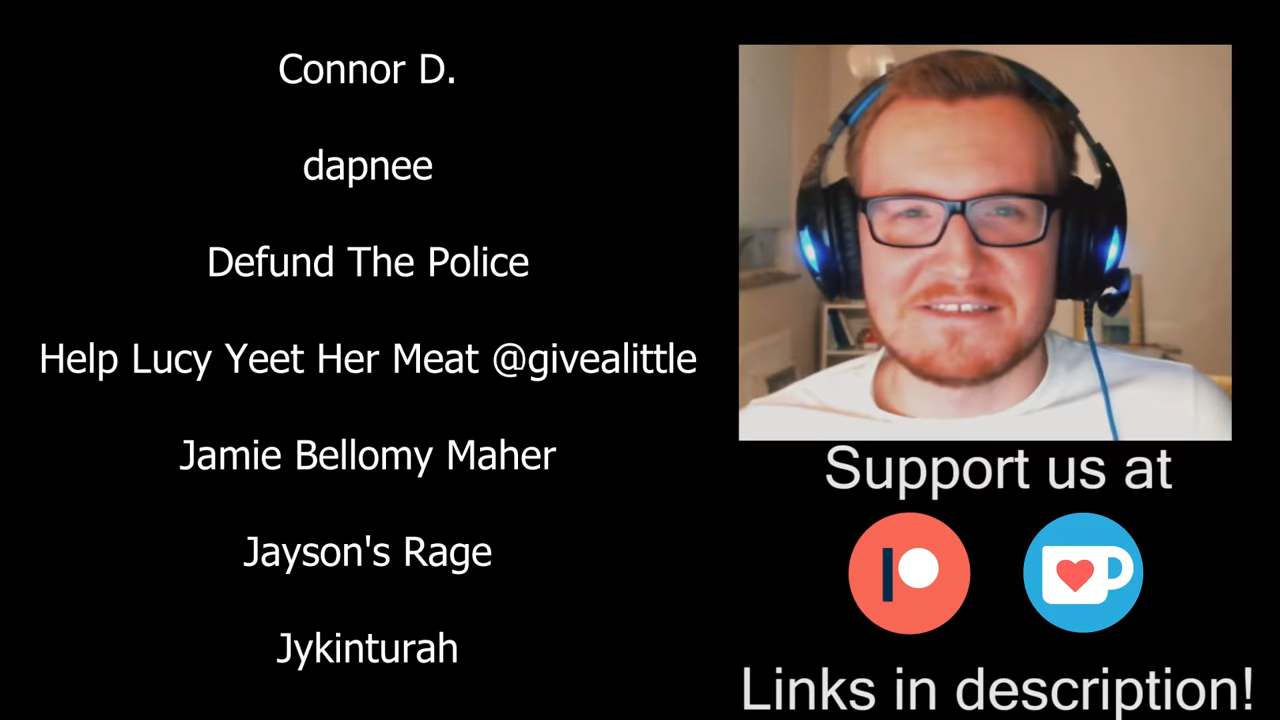 Connor D.
dapnee
Defund The Police
Help Lucy Yeet Her Meat @givealittle
Jamie Bellomy Maher
Jayson's Rage
Jykinturah
Support us at
Links in description!